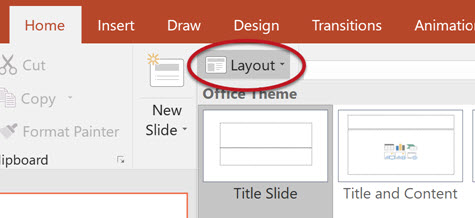 Home Insert Draw Design Transitions Animation
Cut
Copy
Format Painter
lipboard
New
Slide
Layout
Office Theme
Title Slide
Title and Content